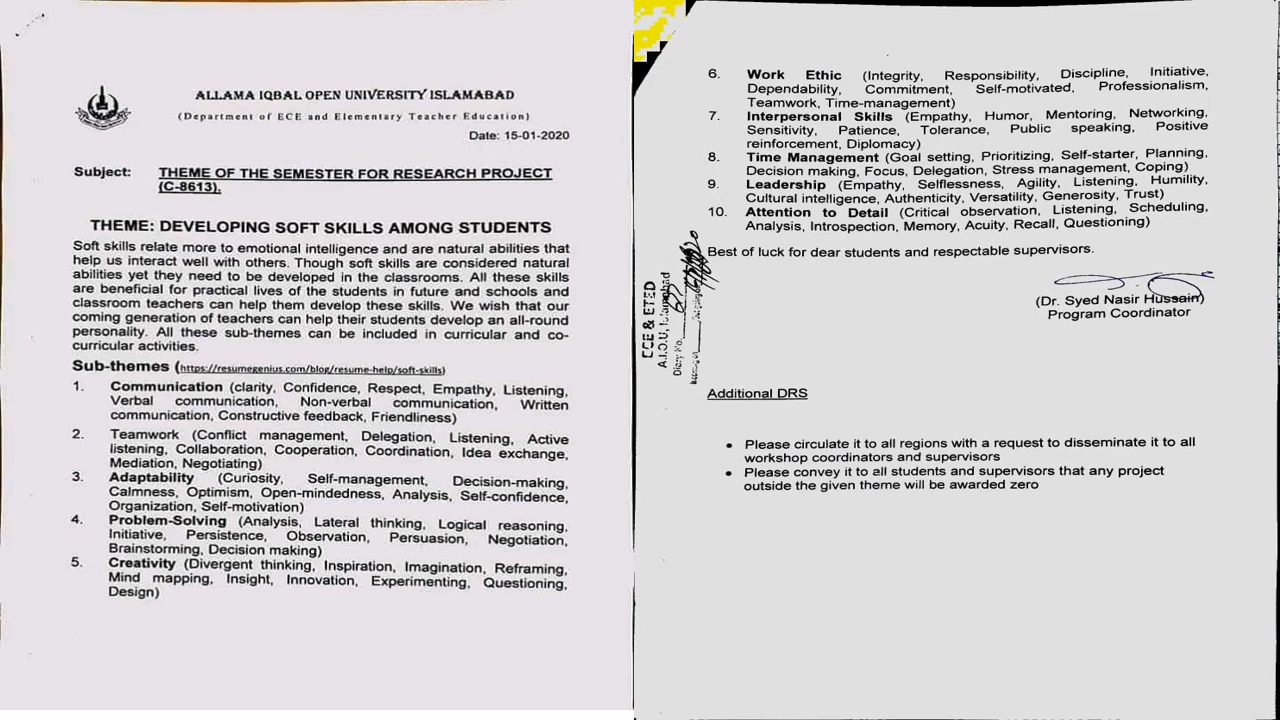 ALLAMA IQBAL OPEN UNIVERSITY ISLAMABAD
(Department of ECE and Elementary Teacher Education)
Date: 15-01-2020
Subject: THEME OF THE SEMESTER FOR RESEARCH PROJECT
(C-8613).
THEME: DEVELOPING SOFT SKILLS AMONG STUDENTS
Soft skills relate more to emotional intelligence and are natural abilities that
help us interact well with others. Though soft skills are considered natural
abilities yet they need to be developed in the classrooms. All these skills
are beneficial for practical lives of the students in future and schools and
classroom teachers can help them develop these skills. We wish that our
coming generation of teachers can help their students develop an all-round
personality. All these sub-themes can be included in curricular and co-
curricular activities.
Sub-themes (https://resumegenius.com/blog/resume-help/soft-skills)
1. Communication (clarity, Confidence, Respect, Empathy, Listening,
Verbal communication, Non-verbal communication, Written
communication, Constructive feedback, Friendliness)
2. Teamwork (Conflict management, Delegation, Listening, Active
listening, Collaboration, Cooperation, Coordination, Idea exchange,
Mediation, Negotiating)
3. Adaptability (Curiosity, Self-management, Decision-making,
Calmness, Optimism, Open-mindedness, Analysis, Self-confidence,
Organization, Self-motivation)
4. Problem-Solving (Analysis, Lateral thinking, Logical reasoning,
Initiative, Persistence, Observation, Persuasion, Negotiation,
Brainstorming, Decision making)
5. Creativity (Divergent thinking, Inspiration, Imagination, Reframing,
Mind mapping, Insight, Innovation, Experimenting, Questioning,
Design)
6. Work Ethic (Integrity, Responsibility, Discipline, Initiative,
Dependability, Commitment, Self-motivated, Professionalism,
Teamwork, Time-management)
7. Interpersonal Skills (Empathy, Humor, Mentoring, Networking,
Sensitivity, Patience, Tolerance, Public speaking, Positive
reinforcement, Diplomacy)
8. Time Management (Goal setting, Prioritizing, Self-starter, Planning,
Decision making, Focus, Delegation, Stress management, Coping)
9. Leadership (Empathy, Selflessness, Agility, Listening, Humility,
Cultural intelligence, Authenticity, Versatility, Generosity, Trust)
10. Attention to Detail (Critical observation, Listening, Scheduling,
Analysis, Introspection, Memory, Acuity, Recall, Questioning)
Best of luck for dear students and respectable supervisors.
(Dr. Syed Nasir Hussain)
Program Coordinator
ECE & ETED
A.I.O.U, Islamabad
Diary No.
Additional DRS
• Please circulate it to all regions with a request to disseminate it to all
workshop coordinators and supervisors
• Please convey it to all students and supervisors that any project
outside the given theme will be awarded zero